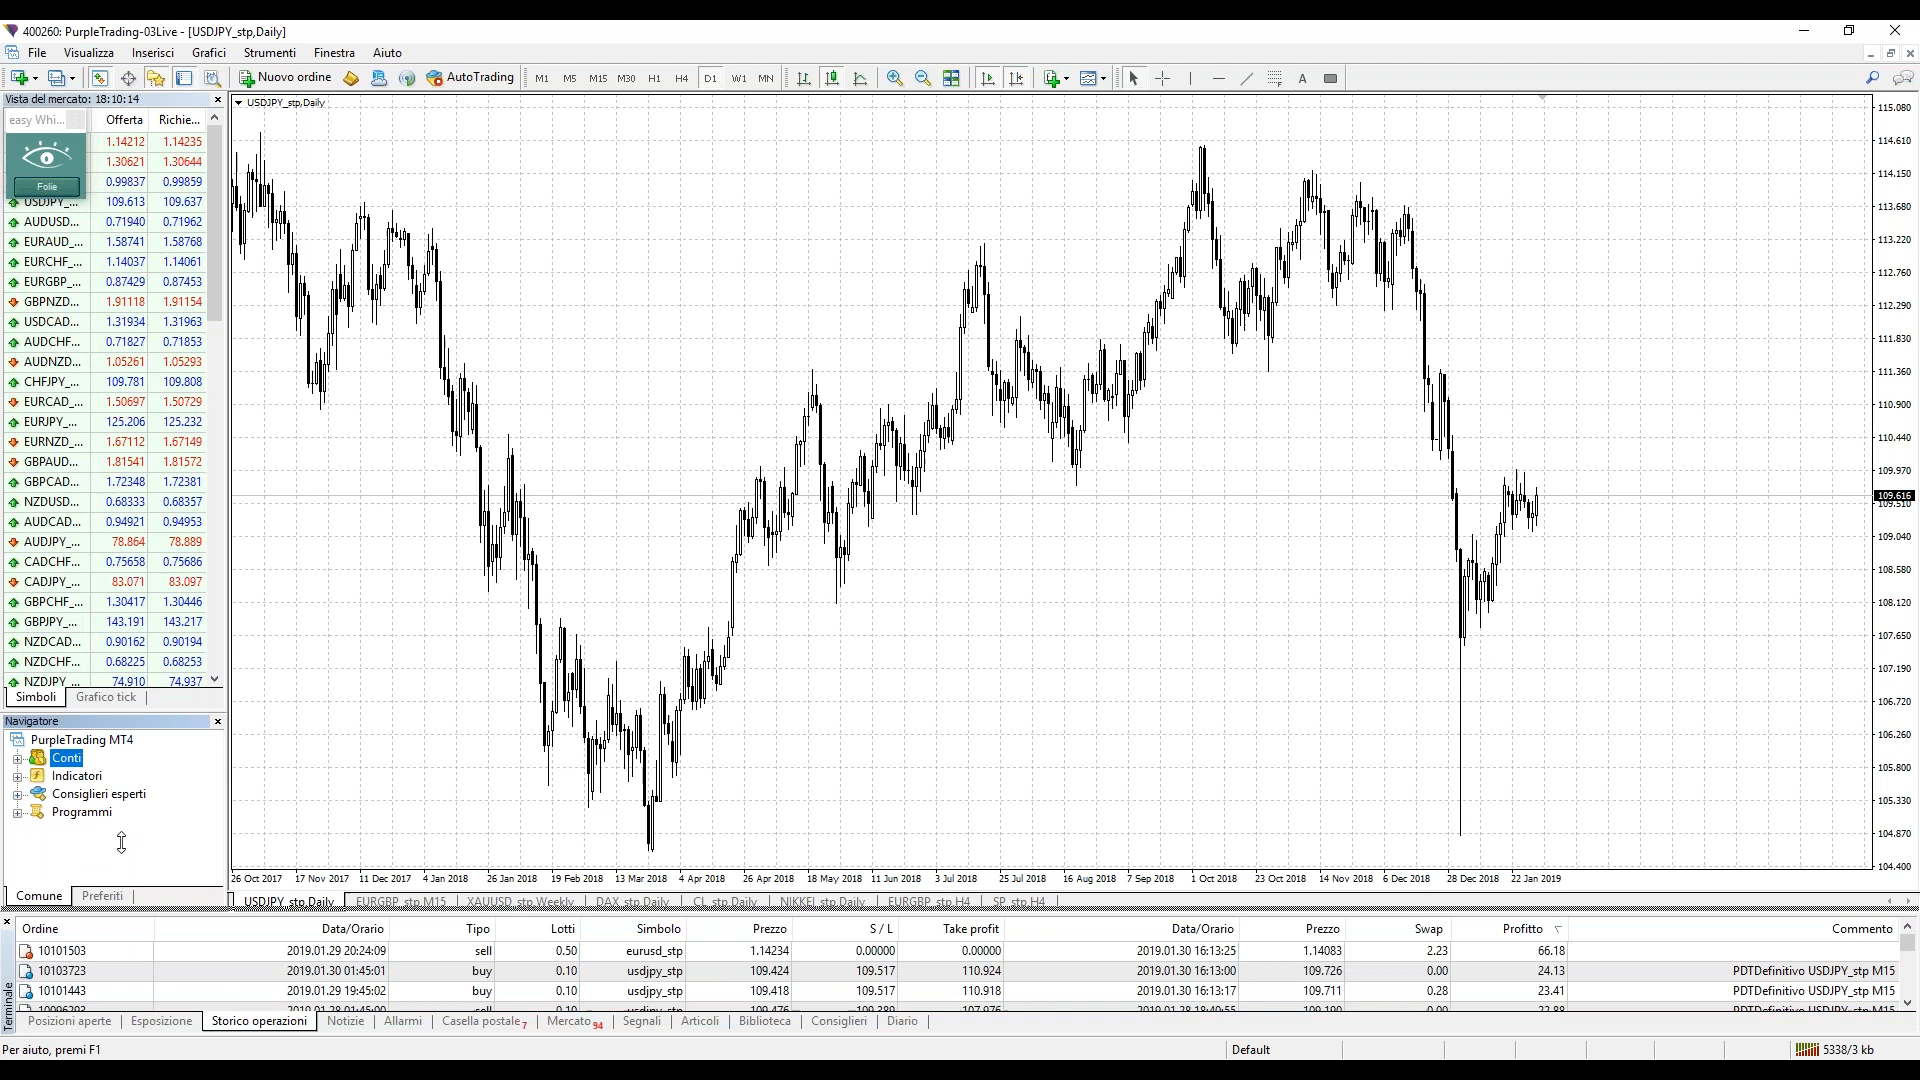 400260: PurpleTrading-03Live - [USDJPY_stp,Daily]
File Visualizza Inserisci Grafici Strumenti Finestra Aiuto
Nuovo ordine AutoTrading M1 M5 M15 M30 H1 H4 D1 W1 MN A
Vista del mercato: 18:10:14
easy Whi... Offerta Richie...
1.14212 1.14235
1.30621 1.30644
0.99837 0.99859
Folie
USDJPY_... 109.613 109.637
AUDUSD... 0.71940 0.71962
EURAUD_... 1.58741 1.58768
EURCHF_... 1.14037 1.14061
EURGBP_... 0.87429 0.87453
GBPNZD... 1.91118 1.91154
USDCAD... 1.31934 1.31963
AUDCHF... 0.71827 0.71853
AUDNZD... 1.05261 1.05293
CHFJPY_... 109.781 109.808
EURCAD_... 1.50697 1.50729
EURJPY_... 125.206 125.232
EURNZD_... 1.67112 1.67149
GBPAUD... 1.81541 1.81572
GBPCAD... 1.72348 1.72381
NZDUSD... 0.68333 0.68357
AUDCAD... 0.94921 0.94953
AUDJPY_... 78.864 78.889
CADCHF... 0.75658 0.75686
CADJPY_... 83.071 83.097
GBPCHF_... 1.30417 1.30446
GBPJPY_... 143.191 143.217
NZDCAD... 0.90162 0.90194
NZDCHF... 0.68225 0.68253
NZDJPY_... 74.910 74.937
Simboli Grafico tick
Navigatore
PurpleTrading MT4
Conti
Indicatori
Consiglieri esperti
Programmi
Comune Preferiti
USDJPY_stp,Daily
115.080
114.610
114.150
113.680
113.220
112.760
112.290
111.830
111.360
110.900
110.440
109.970
109.616
109.510
109.040
108.580
108.120
107.650
107.190
106.720
106.260
105.800
105.330
104.870
104.400
26 Oct 2017 17 Nov 2017 11 Dec 2017 4 Jan 2018 26 Jan 2018 19 Feb 2018 13 Mar 2018 4 Apr 2018 26 Apr 2018 18 May 2018 11 Jun 2018 3 Jul 2018 25 Jul 2018 16 Aug 2018 7 Sep 2018 1 Oct 2018 23 Oct 2018 14 Nov 2018 6 Dec 2018 28 Dec 2018 22 Jan 2019
USDJPY_stp,Daily EURGBP_stp,M15 XAUUSD_stp,Weekly DAX_stp,Daily CL_stp,Daily NIKKEI_stp,Daily EURGBP_stp,H4 SP_stp,H4
Ordine Data/Orario Tipo Lotti Simbolo Prezzo S / L Take profit Data/Orario Prezzo Swap Profitto Commento
10101503 2019.01.29 20:24:09 sell 0.50 eurusd_stp 1.14234 0.00000 0.00000 2019.01.30 16:13:25 1.14083 2.23 66.18
10103723 2019.01.30 01:45:01 buy 0.10 usdjpy_stp 109.424 109.517 110.924 2019.01.30 16:13:00 109.726 0.00 24.13 PDTDefinitivo USDJPY_stp M15
10101443 2019.01.29 19:45:02 buy 0.10 usdjpy_stp 109.418 109.517 110.918 2019.01.30 16:13:17 109.711 0.28 23.41 PDTDefinitivo USDJPY_stp M15
Terminale
Posizioni aperte Esposizione Storico operazioni Notizie Allarmi Casella postale 7 Mercato 94 Segnali Articoli Biblioteca Consiglieri Diario
Per aiuto, premi F1 Default 5338/3 kb